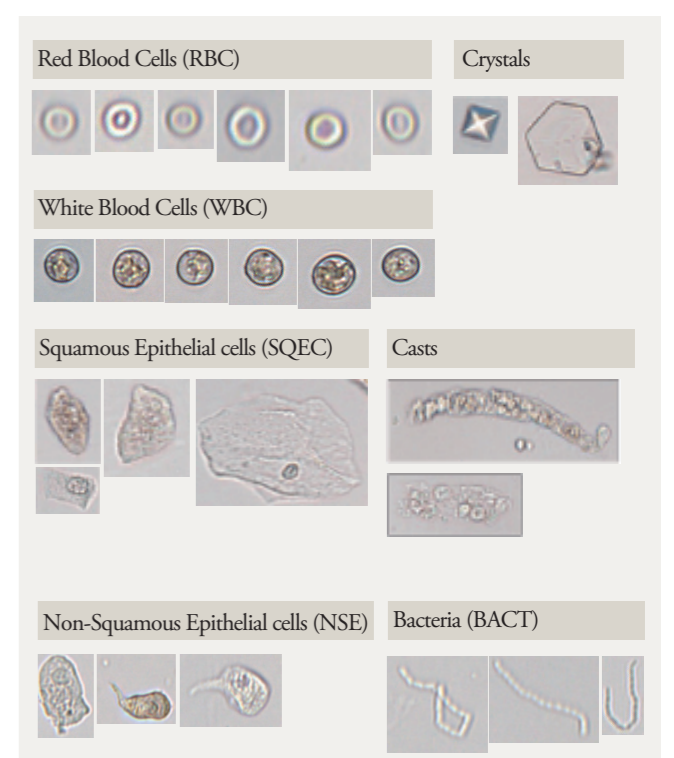 Red Blood Cells (RBC)
Crystals
White Blood Cells (WBC)
Squamous Epithelial cells (SQEC)
Casts
Non-Squamous Epithelial cells (NSE)
Bacteria (BACT)